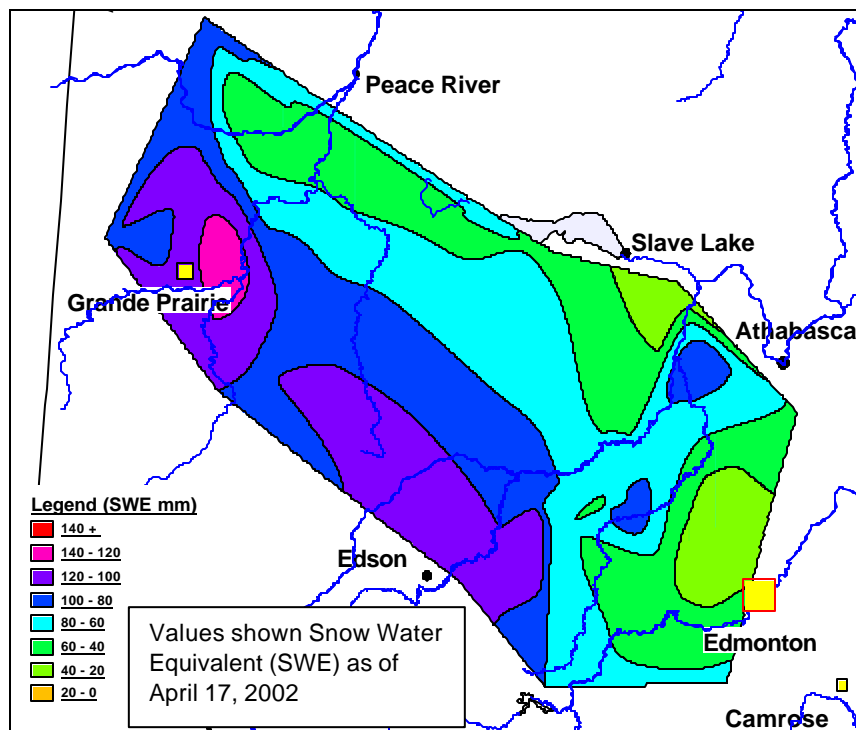 Peace River
Slave Lake
Grande Prairie
Athabasca
Legend (SWE mm)
140 +
140 - 120
120 - 100
100 - 80
80 - 60
60 - 40
40 - 20
20 - 0
Edson
Values shown Snow Water
Equivalent (SWE) as of
April 17, 2002
Edmonton
Camrose